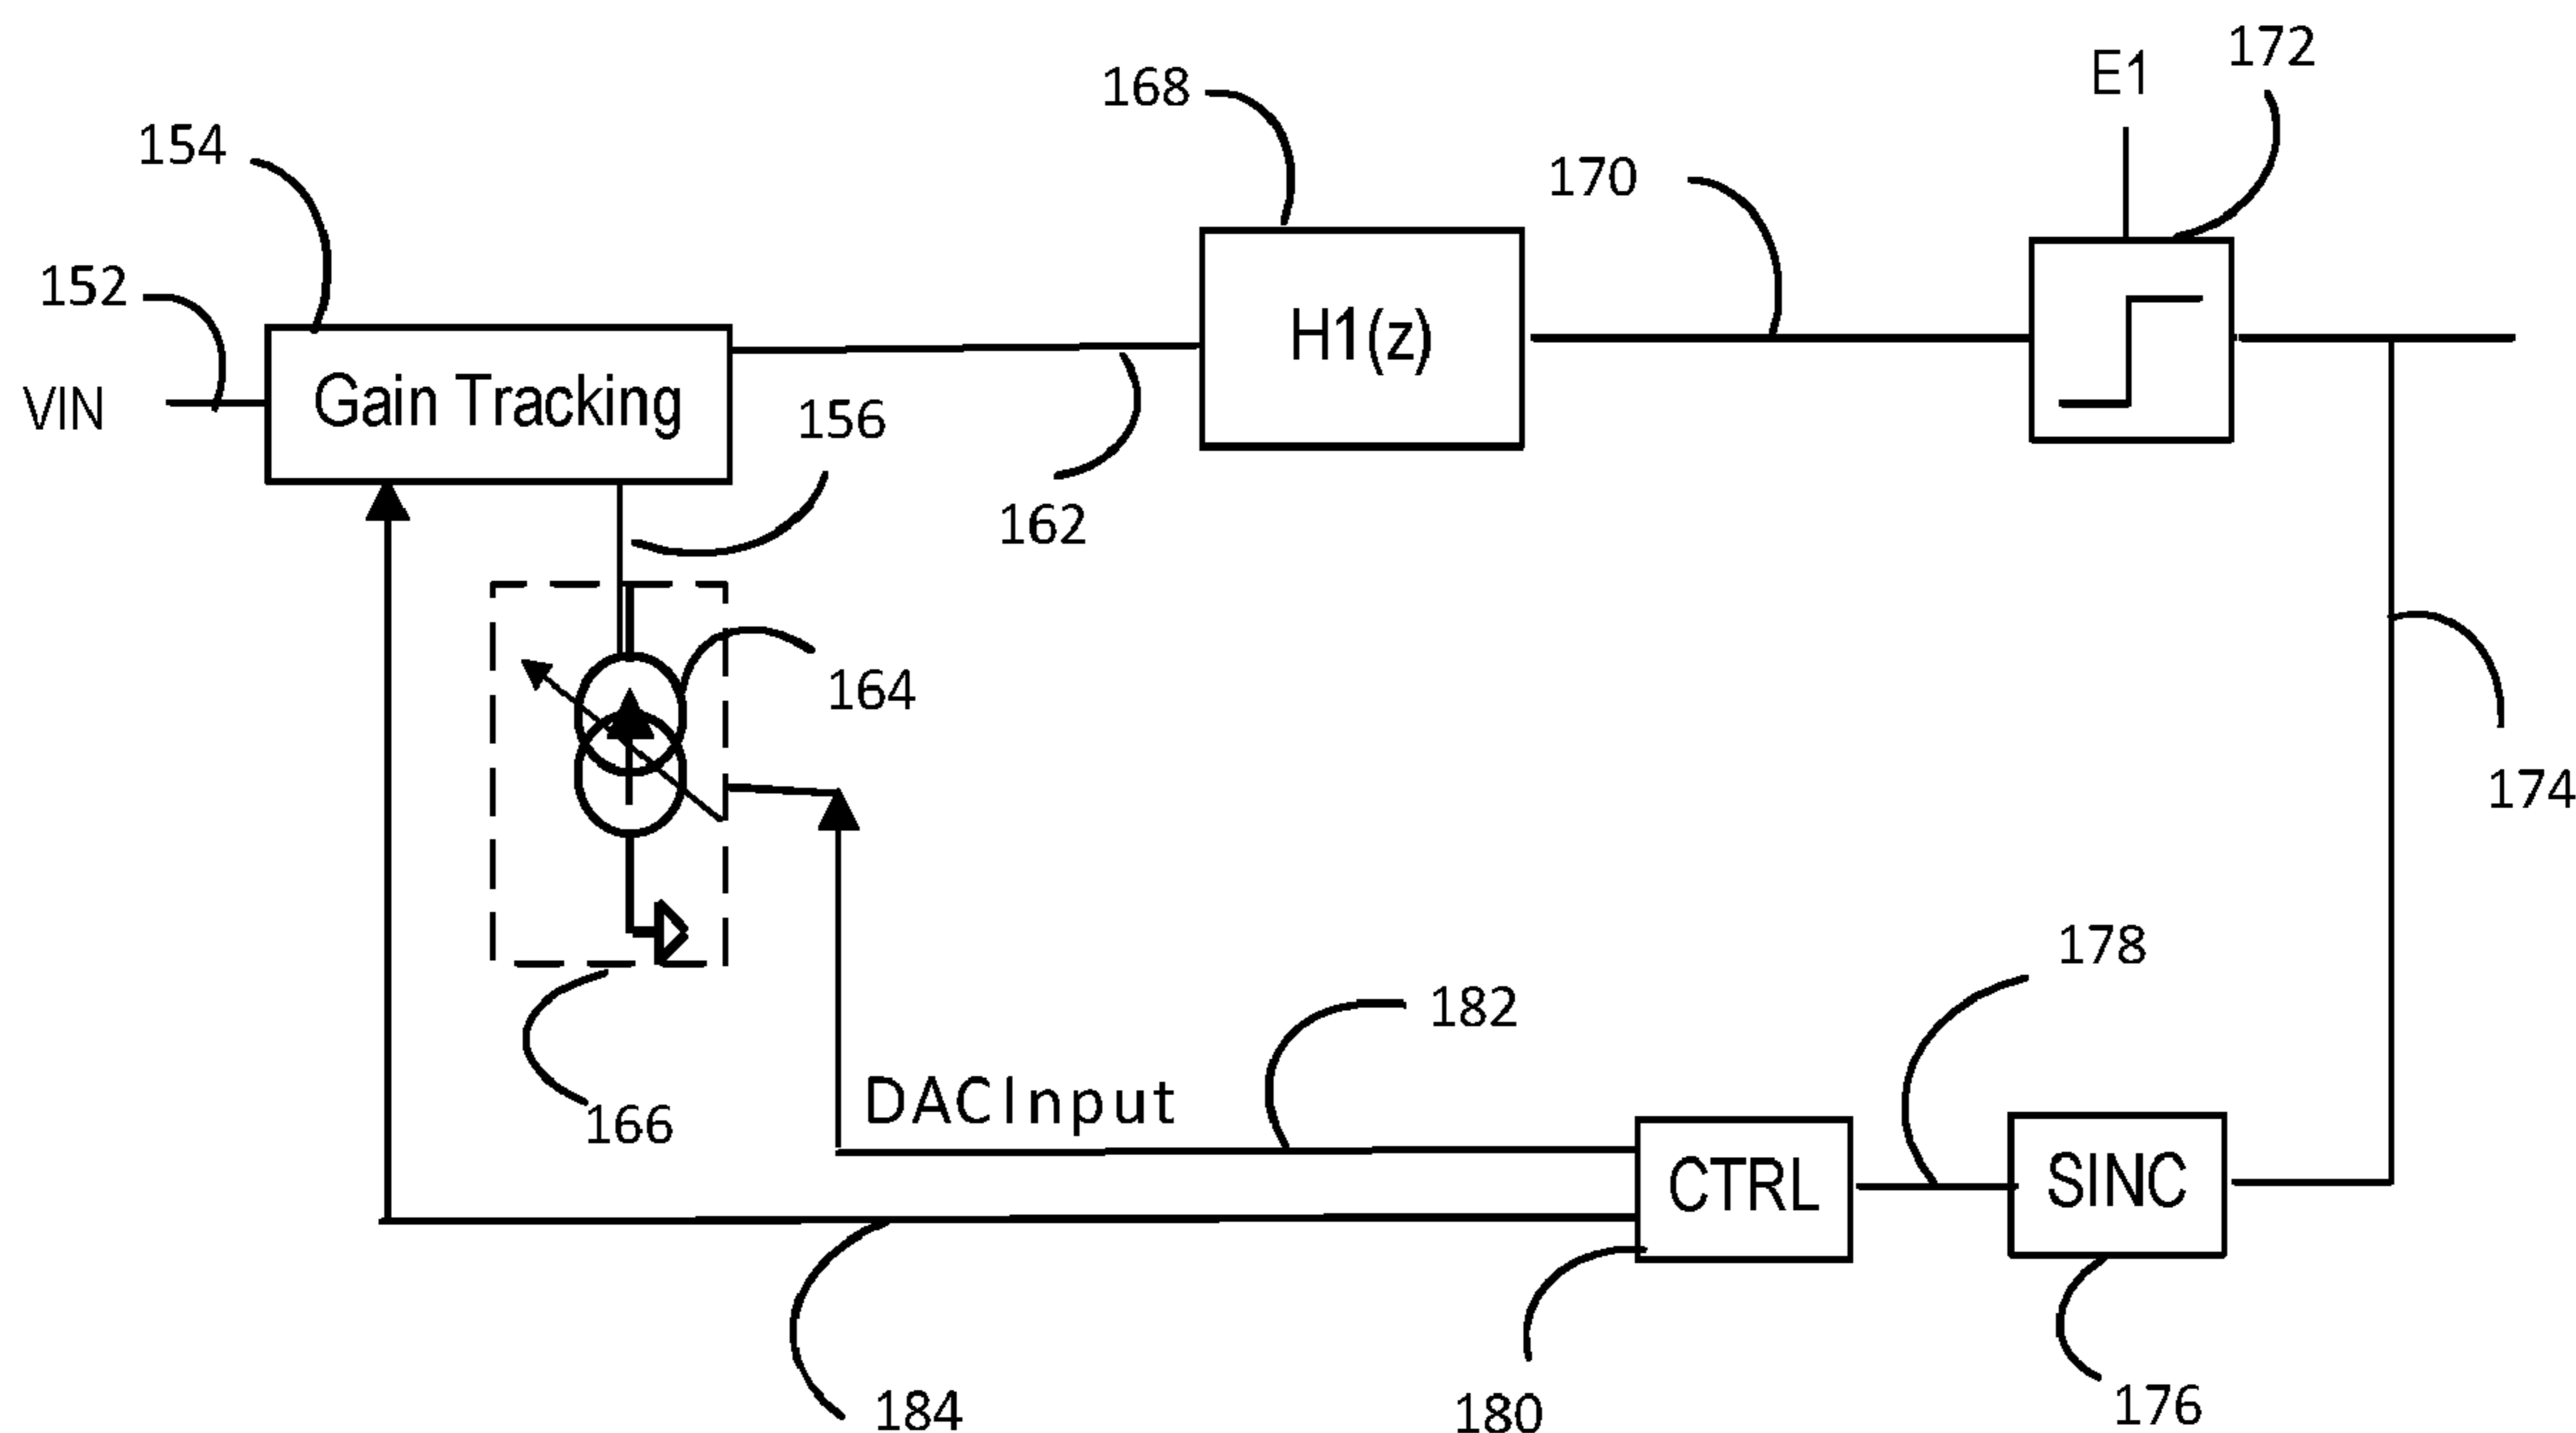 E1
172
168
154
170
152
H1(z)
VIN
Gain Tracking
156
162
164
174
178
182
DACInput
166
CTRL
SINC
184
180
176